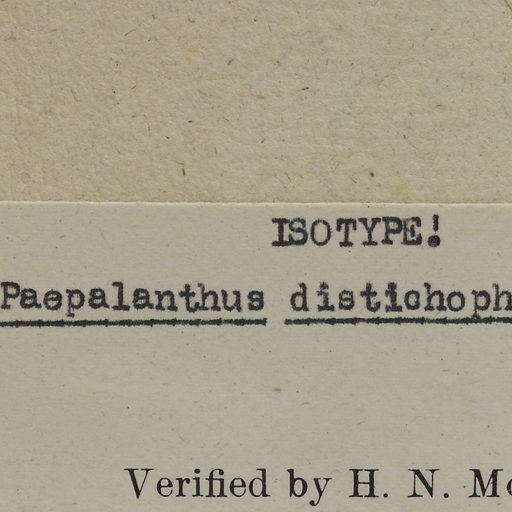 ISOTYPE!
Paepalanthus distichoph
Verified by H. N. Mo